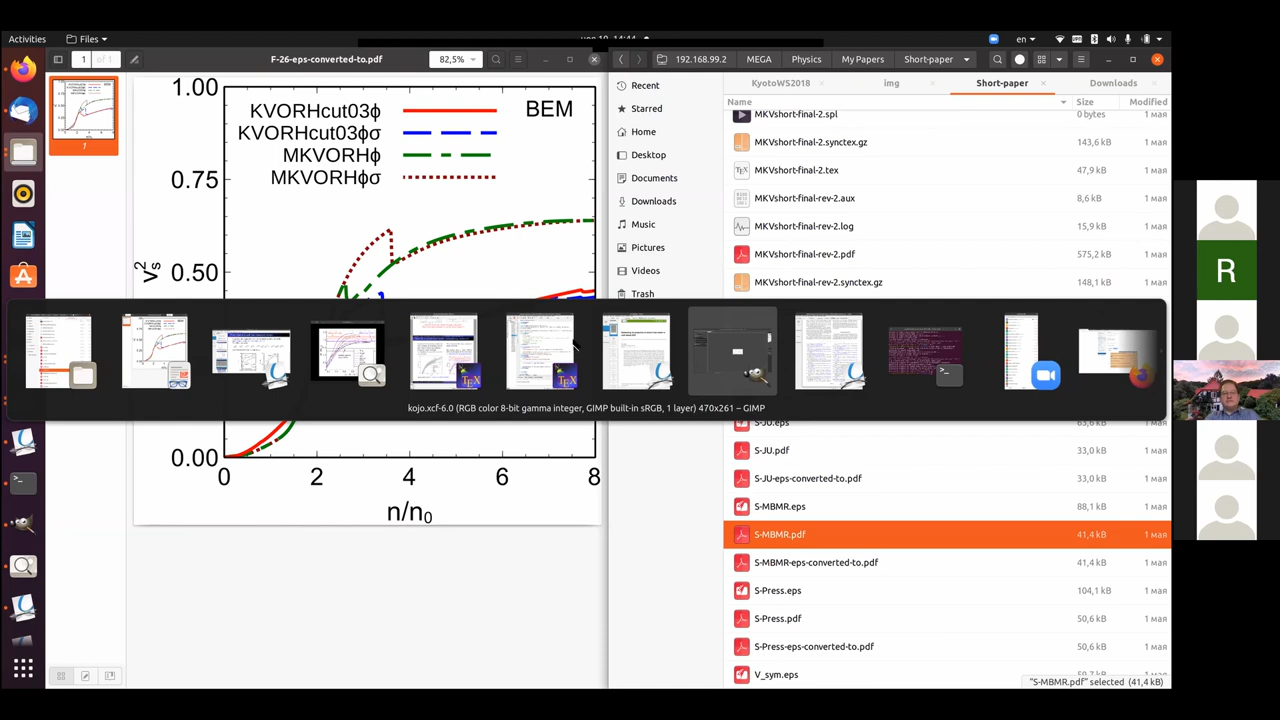 Activities
Files
en
1
of 1
F-26-eps-converted-to.pdf
82,5%
1
1.00
0.75
0.50
0.00
v²s
KVORHcut03ϕ
KVORHcut03ϕσ
MKVORHϕ
MKVORHϕσ
BEM
0
2
4
6
8
n/n0
192.168.99.2
MEGA
Physics
My Papers
Short-paper
KyotoWS2018
img
Short-paper
Downloads
Name
Size
Modified
Recent
Starred
Home
Desktop
Documents
Downloads
Music
Pictures
Videos
Trash
MKVshort-final-2.spl 0 bytes 1 мая
MKVshort-final-2.synctex.gz 143,6 kB 1 мая
MKVshort-final-2.tex 47,9 kB 1 мая
MKVshort-final-rev-2.aux 8,6 kB 1 мая
MKVshort-final-rev-2.log 15,9 kB 1 мая
MKVshort-final-rev-2.pdf 575,2 kB 1 мая
MKVshort-final-rev-2.synctex.gz 148,1 kB 1 мая
kojo.xcf-6.0 (RGB color 8-bit gamma integer, GIMP built-in sRGB, 1 layer) 470x261 – GIMP
S-JU.eps 63,6 kB 1 мая
S-JU.pdf 33,0 kB 1 мая
S-JU-eps-converted-to.pdf 33,0 kB 1 мая
S-MBMR.eps 88,1 kB 1 мая
S-MBMR.pdf 41,4 kB 1 мая
S-MBMR-eps-converted-to.pdf 41,4 kB 1 мая
S-Press.eps 104,1 kB 1 мая
S-Press.pdf 50,6 kB 1 мая
S-Press-eps-converted-to.pdf 50,6 kB 1 мая
V_sym.eps
"S-MBMR.pdf" selected (41,4 kB)
R